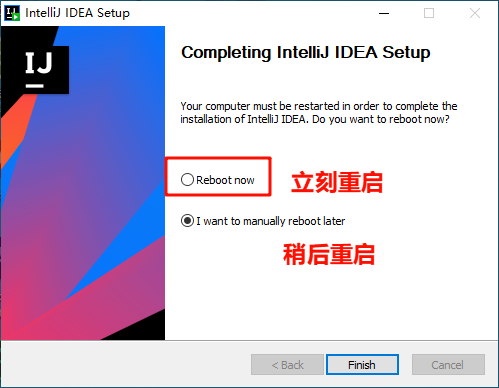 IntelliJ IDEA Setup
IJ
Completing IntelliJ IDEA Setup
Your computer must be restarted in order to complete the
installation of IntelliJ IDEA. Do you want to reboot now?
Reboot now
立刻重启
I want to manually reboot later
稍后重启
< Back
Finish
Cancel